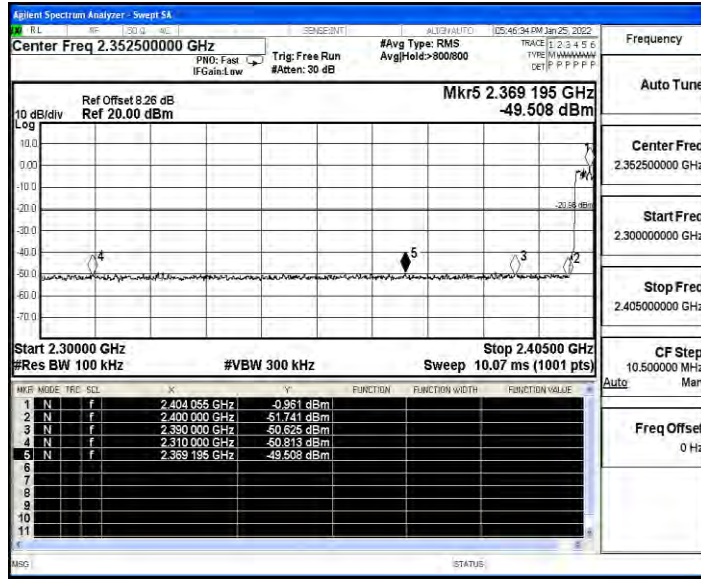 Agilent Spectrum Analyzer - Swept SA
RL RF 50 Ω AC SENSE:INT ALIGNAUTO 05:46:34 PM Jan 25, 2022
Center Freq 2.352500000 GHz
PNO: Fast
IFGain:Low
Trig: Free Run
#Atten: 30 dB
#Avg Type: RMS
Avg|Hold:>800/800
TRACE 1 2 3 4 5 6
TYPE MWWWWW
DET P P P P P P
Ref Offset 8.26 dB
10 dB/div Ref 20.00 dBm
Log
Mkr5 2.369 195 GHz
-49.508 dBm
10.0
0.00
-10.0
-20.0
-30.0
-40.0
-50.0
-60.0
-70.0
1
2
3
4
5
Start 2.30000 GHz Stop 2.40500 GHz
#Res BW 100 kHz #VBW 300 kHz Sweep 10.07 ms (1001 pts)
MKR MODE TRC SCL X Y FUNCTION FUNCTION WIDTH FUNCTION VALUE
1 N f 2.404 055 GHz -0.961 dBm
2 N f 2.400 000 GHz -51.741 dBm
3 N f 2.390 000 GHz -50.625 dBm
4 N f 2.310 000 GHz -50.813 dBm
5 N f 2.369 195 GHz -49.508 dBm
6
7
8
9
10
11
MSG STATUS
Frequency
Auto Tune
Center Freq
2.352500000 GHz
Start Freq
2.300000000 GHz
Stop Freq
2.405000000 GHz
CF Step
10.500000 MHz
Auto Man
Freq Offset
0 Hz